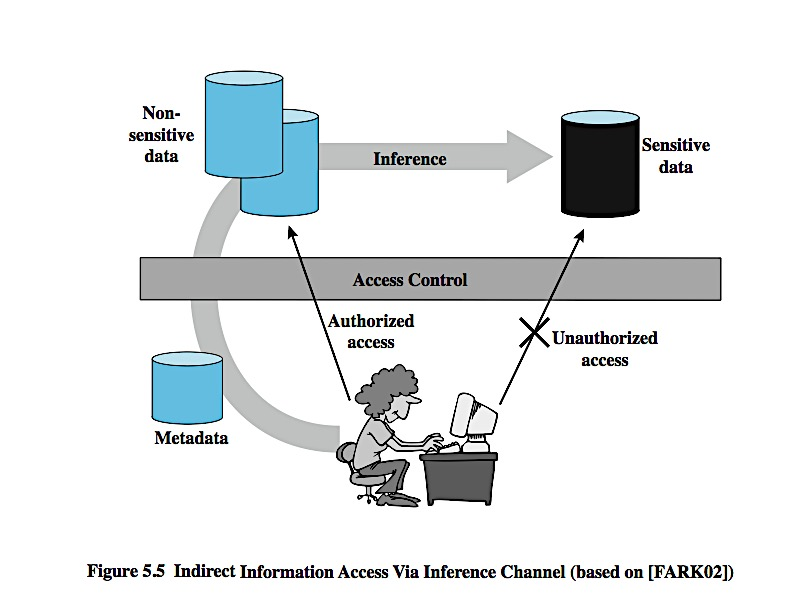 Non-
sensitive
data
Inference
Sensitive
data
Access Control
Authorized
access
Unauthorized
access
Metadata
Figure 5.5 Indirect Information Access Via Inference Channel (based on [FARK02])